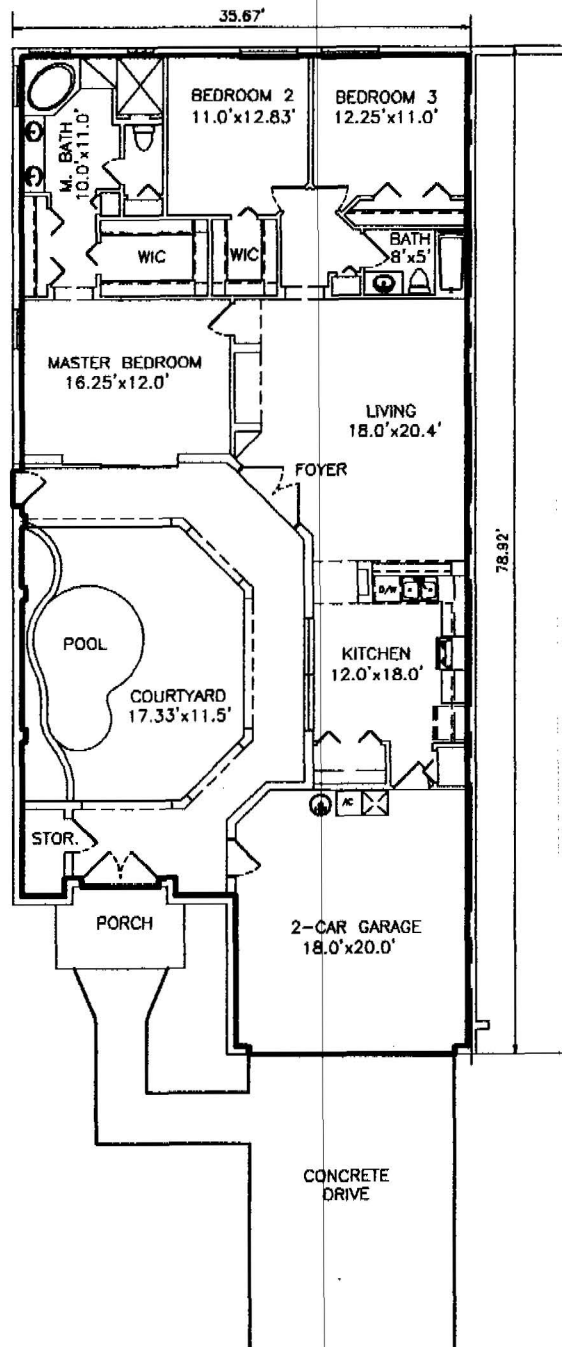 35.67'
BEDROOM 2
11.0'x12.83'
BEDROOM 3
12.25'x11.0'
M. BATH
10.0'x11.0'
WIC
WIC
BATH
8'x5'
MASTER BEDROOM
16.25'x12.0'
LIVING
18.0'x20.4'
FOYER
78.92'
D/W
POOL
KITCHEN
12.0'x18.0'
COURTYARD
17.33'x11.5'
A/C
STOR.
PORCH
2-CAR GARAGE
18.0'x20.0'
CONCRETE
DRIVE